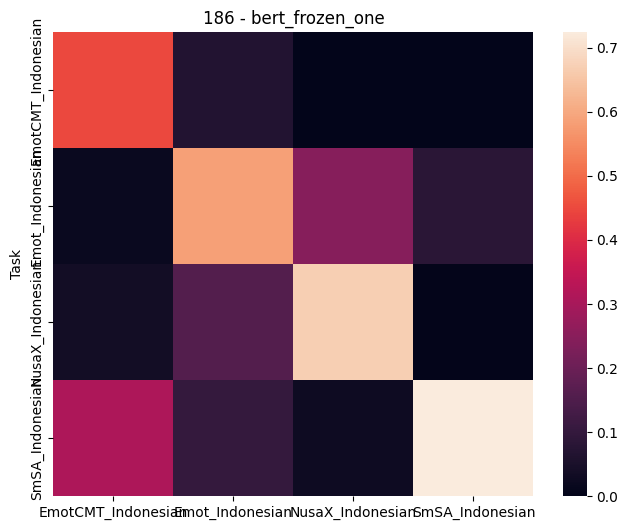 186 - bert_frozen_one
Task
EmotCMT_Indonesian
Emot_Indonesian
NusaX_Indonesian
SmSA_Indonesian
EmotCMT_Indonesian
Emot_Indonesian
NusaX_Indonesian
SmSA_Indonesian
0.7
0.6
0.5
0.4
0.3
0.2
0.1
0.0